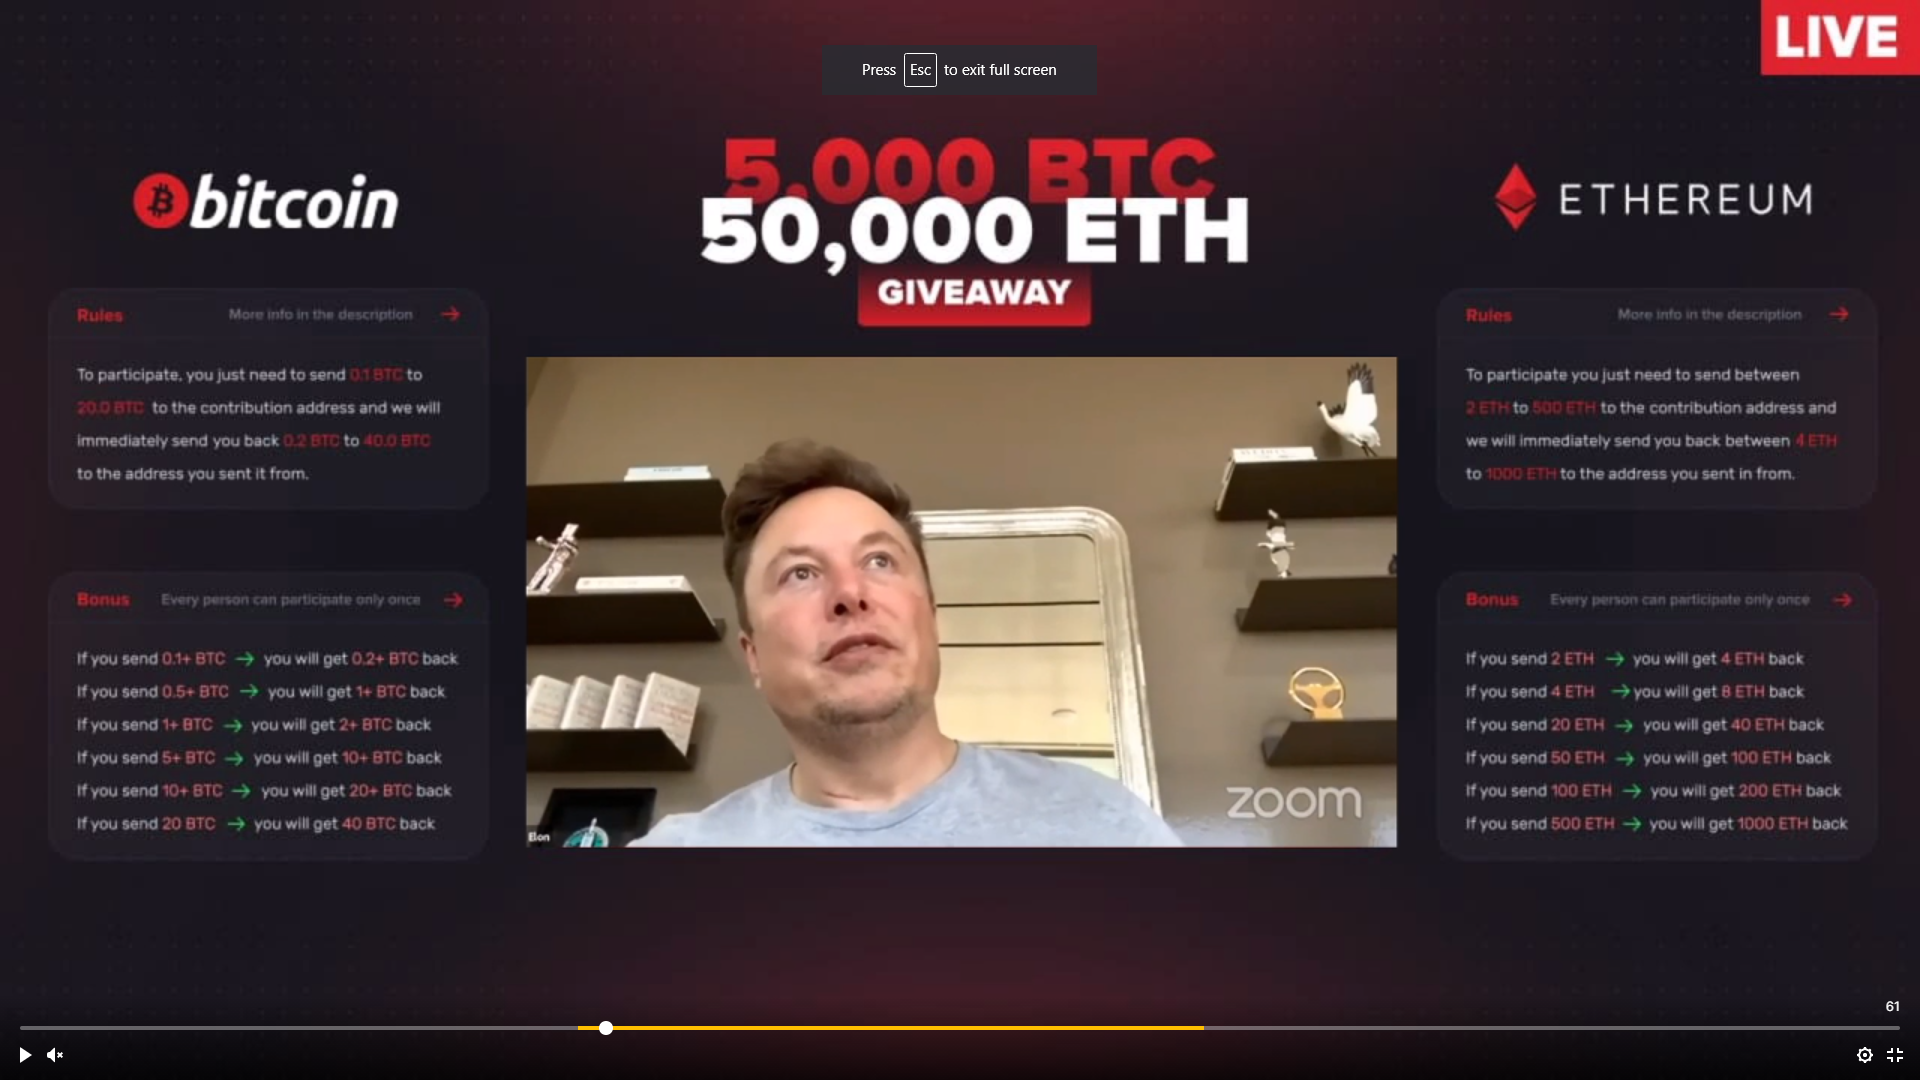 LIVE
Press Esc to exit full screen
5,000 BTC
50,000 ETH
GIVEAWAY
bitcoin
Rules More info in the description
To participate, you just need to send 0.1 BTC to
20.0 BTC to the contribution address and we will
immediately send you back 0.2 BTC to 40.0 BTC
to the address you sent it from.
Bonus Every person can participate only once
If you send 0.1+ BTC → you will get 0.2+ BTC back
If you send 0.5+ BTC → you will get 1+ BTC back
If you send 1+ BTC → you will get 2+ BTC back
If you send 5+ BTC → you will get 10+ BTC back
If you send 10+ BTC → you will get 20+ BTC back
If you send 20 BTC → you will get 40 BTC back
Elon
zoom
ETHEREUM
Rules More info in the description
To participate you just need to send between
2 ETH to 500 ETH to the contribution address and
we will immediately send you back between 4 ETH
to 1000 ETH to the address you sent in from.
Bonus Every person can participate only once
If you send 2 ETH → you will get 4 ETH back
If you send 4 ETH → you will get 8 ETH back
If you send 20 ETH → you will get 40 ETH back
If you send 50 ETH → you will get 100 ETH back
If you send 100 ETH → you will get 200 ETH back
If you send 500 ETH → you will get 1000 ETH back
61